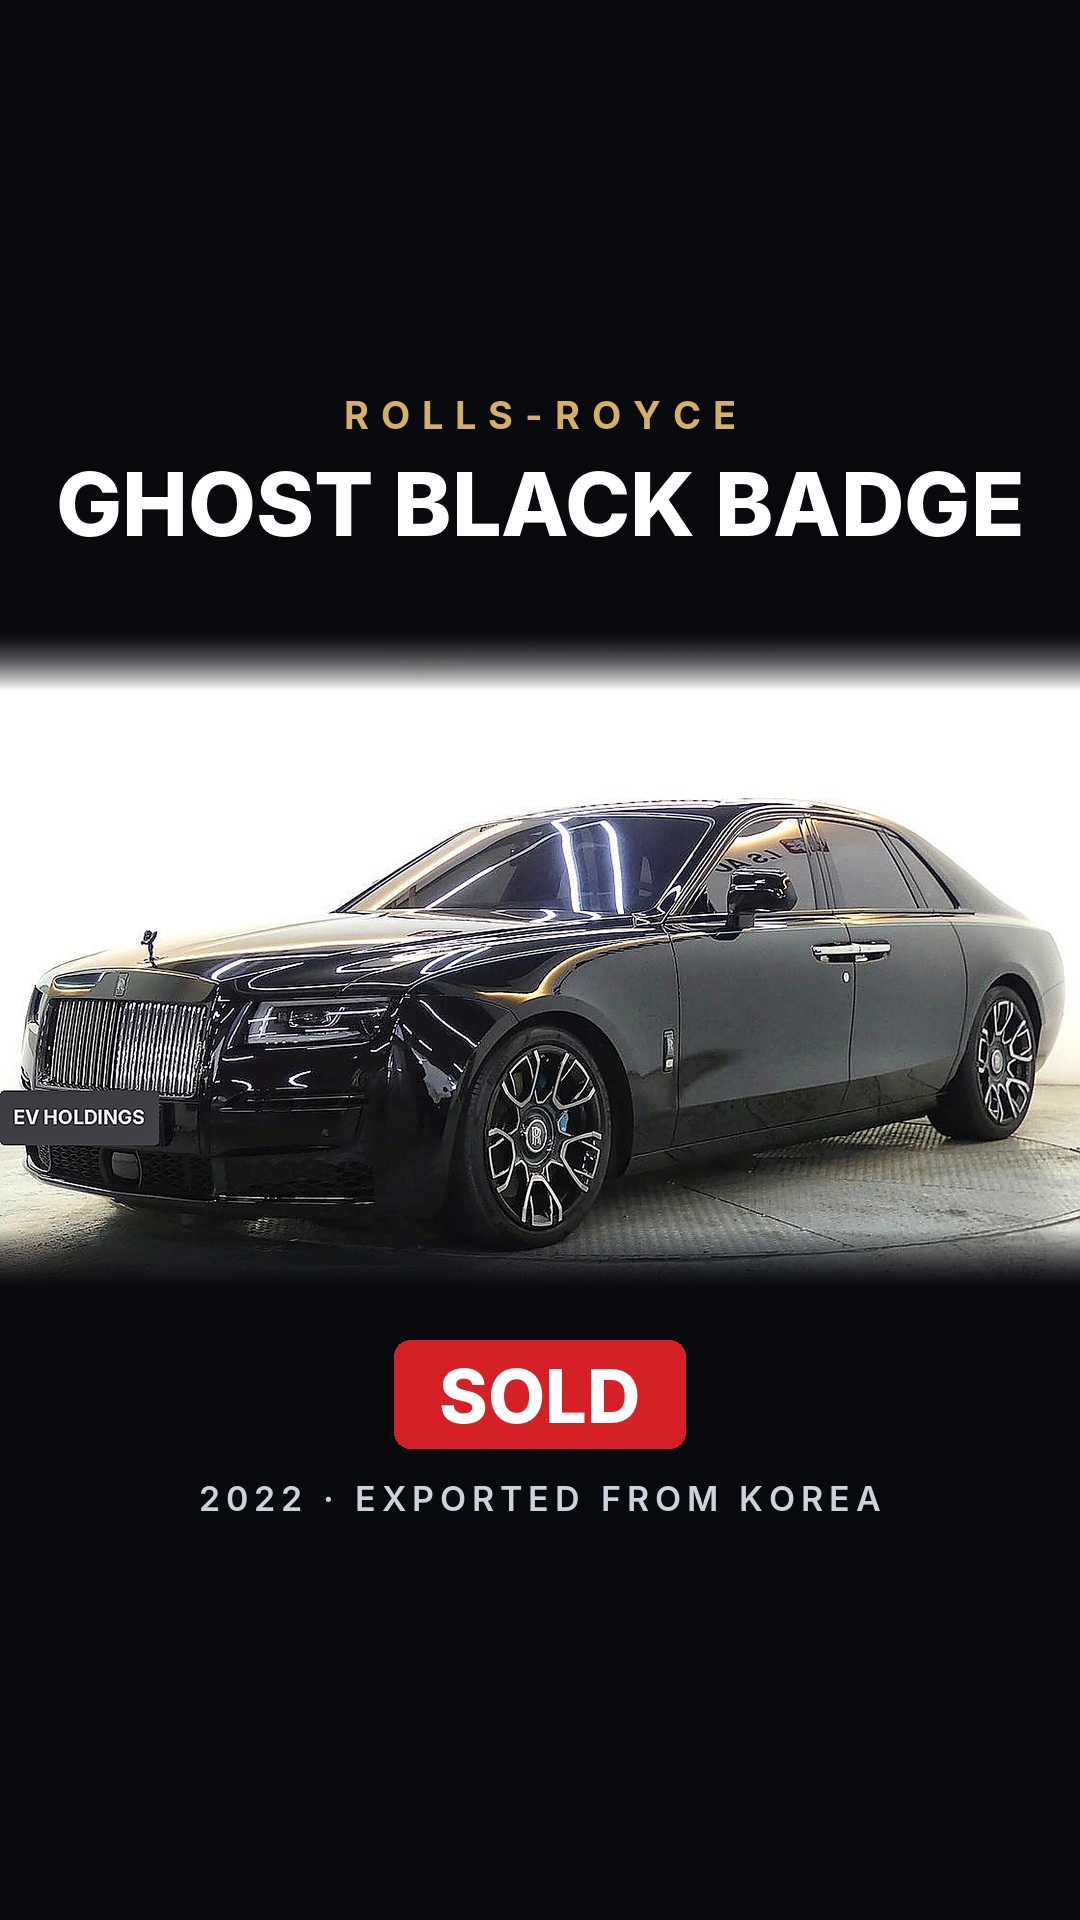 ROLLS-ROYCE
GHOST BLACK BADGE
EV HOLDINGS
SOLD
2022 · EXPORTED FROM KOREA